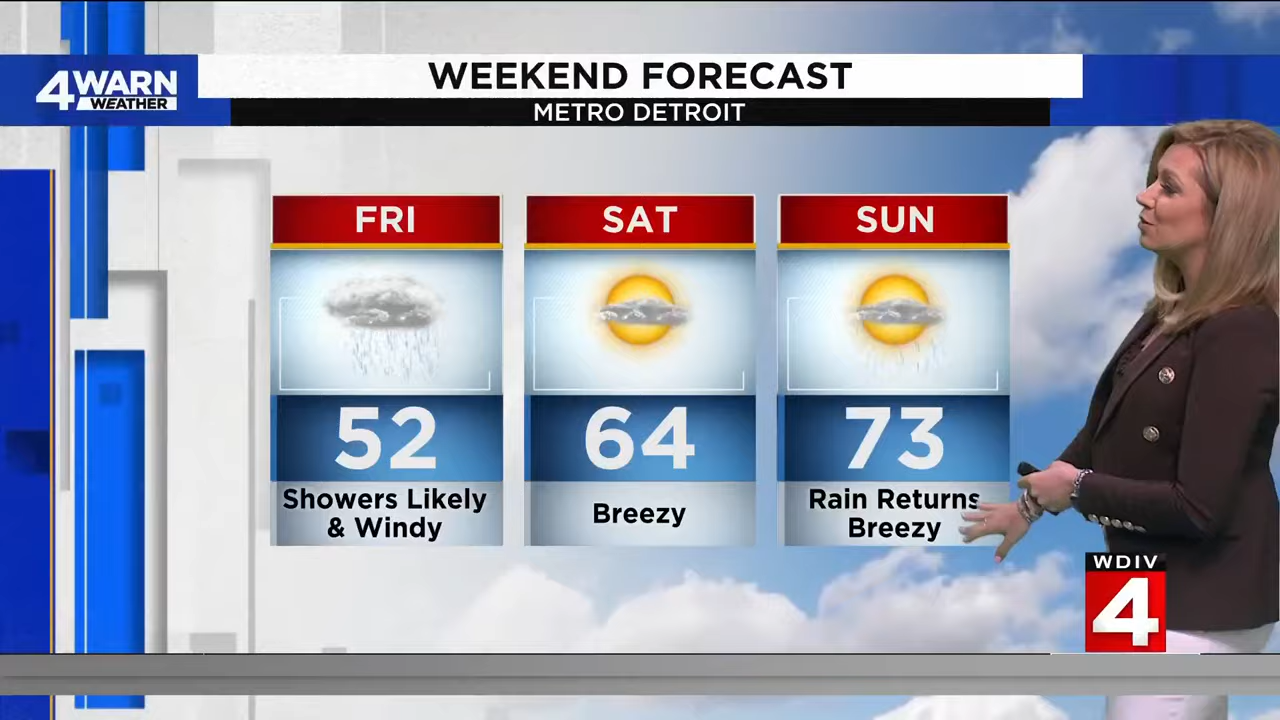 4WARN
WEATHER
WEEKEND FORECAST
METRO DETROIT
FRI
SAT
SUN
52
64
73
Showers Likely
& Windy
Breezy
Rain Returns
Breezy
WDIV
4